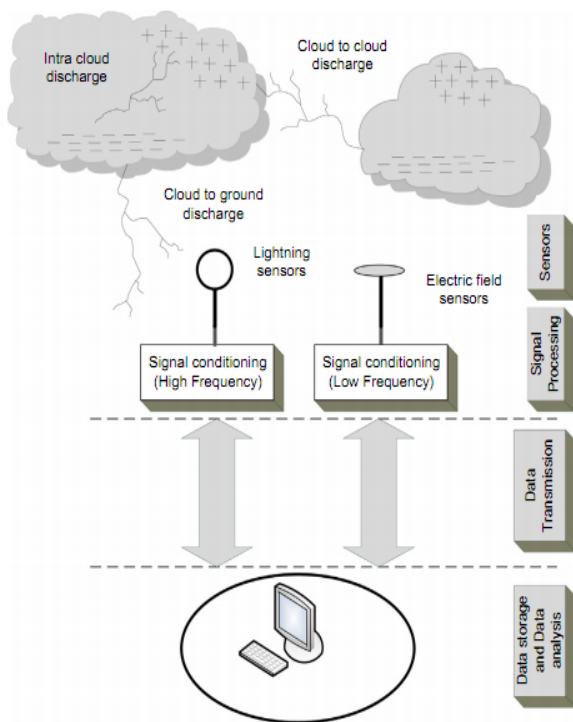 Intra cloud
discharge
Cloud to cloud
discharge
Cloud to ground
discharge
Lightning
sensors
Electric field
sensors
Sensors
Signal conditioning
(High Frequency)
Signal conditioning
(Low Frequency)
Signal
Processing
Data
Transmission
Data storage
and Data
analysis